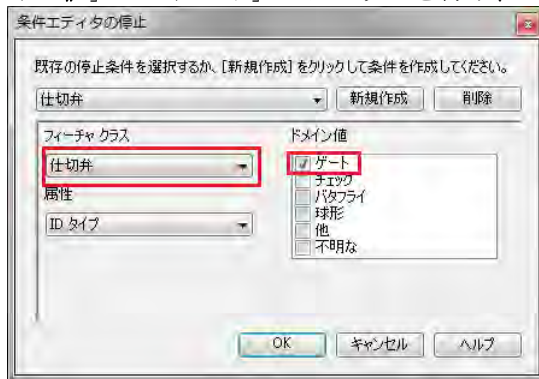 条件エディタの停止
既存の停止条件を選択するか、[新規作成] をクリックして条件を作成してください。
仕切弁
新規作成
削除
フィーチャ クラス
仕切弁
属性
ID タイプ
ドメイン値
ゲート
チェック
バタフライ
球形
他
不明な
OK
キャンセル
ヘルプ